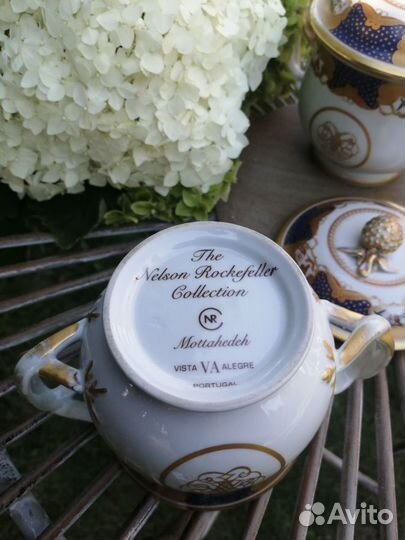 The
Nelson Rockefeller
Collection
NR
Mottahedeh
VISTA VA ALEGRE
PORTUGAL
Avito